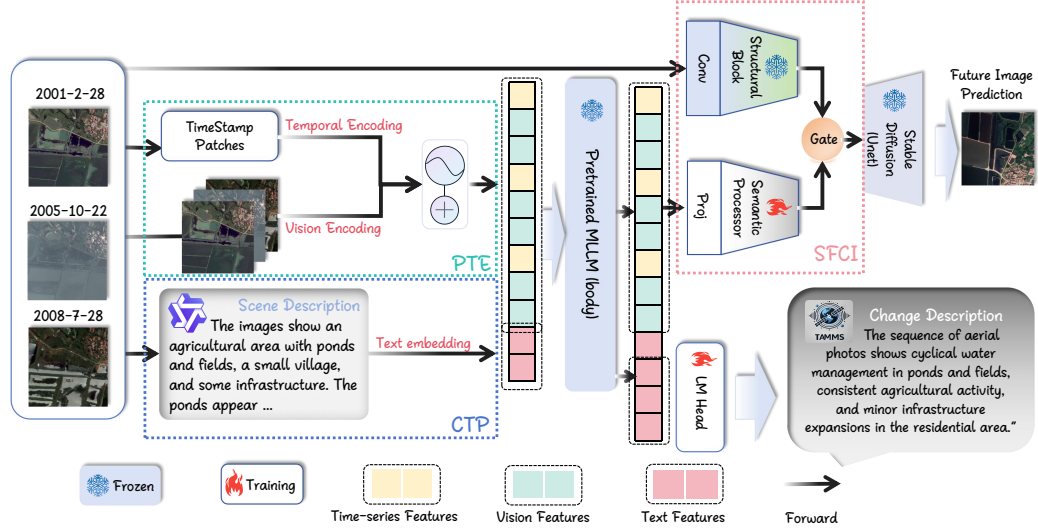 2001-2-28
2005-10-22
2008-7-28
TimeStamp
Patches
Temporal Encoding
Vision Encoding
PTE
Scene Description
The images show an
agricultural area with ponds
and fields, a small village,
and some infrastructure. The
ponds appear ...
Text embedding
CTP
Pretrained MLLM (body)
Conv
Structural
Block
Proj
Semantic
Processor
Gate
SFCI
Stable
Diffusion
(Unet)
Future Image
Prediction
LM Head
TAMMS
Change Description
The sequence of aerial
photos shows cyclical water
management in ponds and fields,
consistent agricultural activity,
and minor infrastructure
expansions in the residential area.“
Frozen
Training
Time-series Features
Vision Features
Text Features
Forward